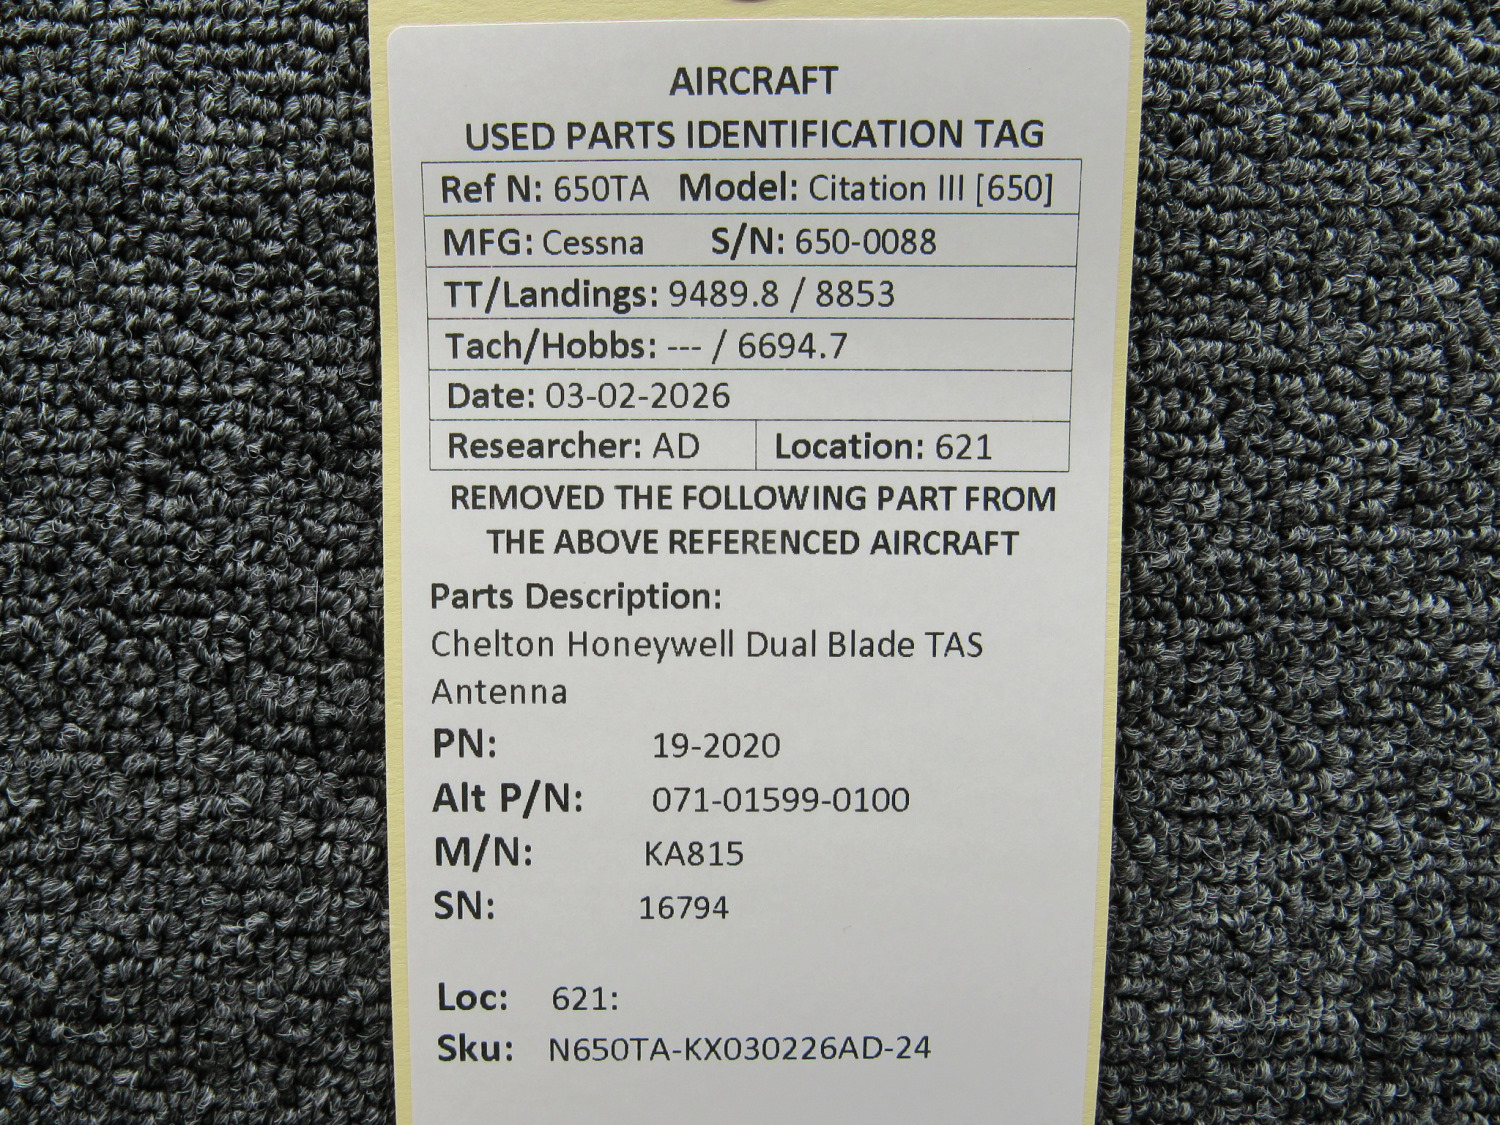 AIRCRAFT
USED PARTS IDENTIFICATION TAG
Ref N: 650TA Model: Citation III [650]
MFG: Cessna S/N: 650-0088
TT/Landings: 9489.8 / 8853
Tach/Hobbs: --- / 6694.7
Date: 03-02-2026
Researcher: AD Location: 621
REMOVED THE FOLLOWING PART FROM
THE ABOVE REFERENCED AIRCRAFT
Parts Description:
Chelton Honeywell Dual Blade TAS
Antenna
PN: 19-2020
Alt P/N: 071-01599-0100
M/N: KA815
SN: 16794
Loc: 621:
Sku: N650TA-KX030226AD-24